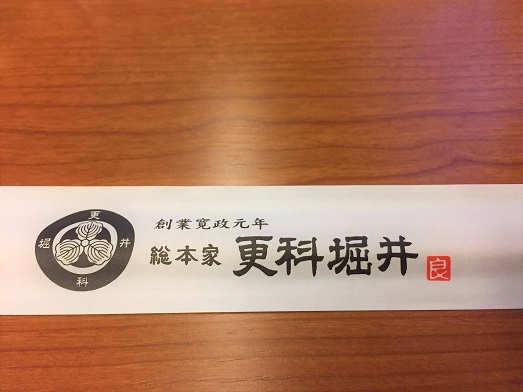 更
堀 井
科
創業寛政元年
総本家 更科堀井 良